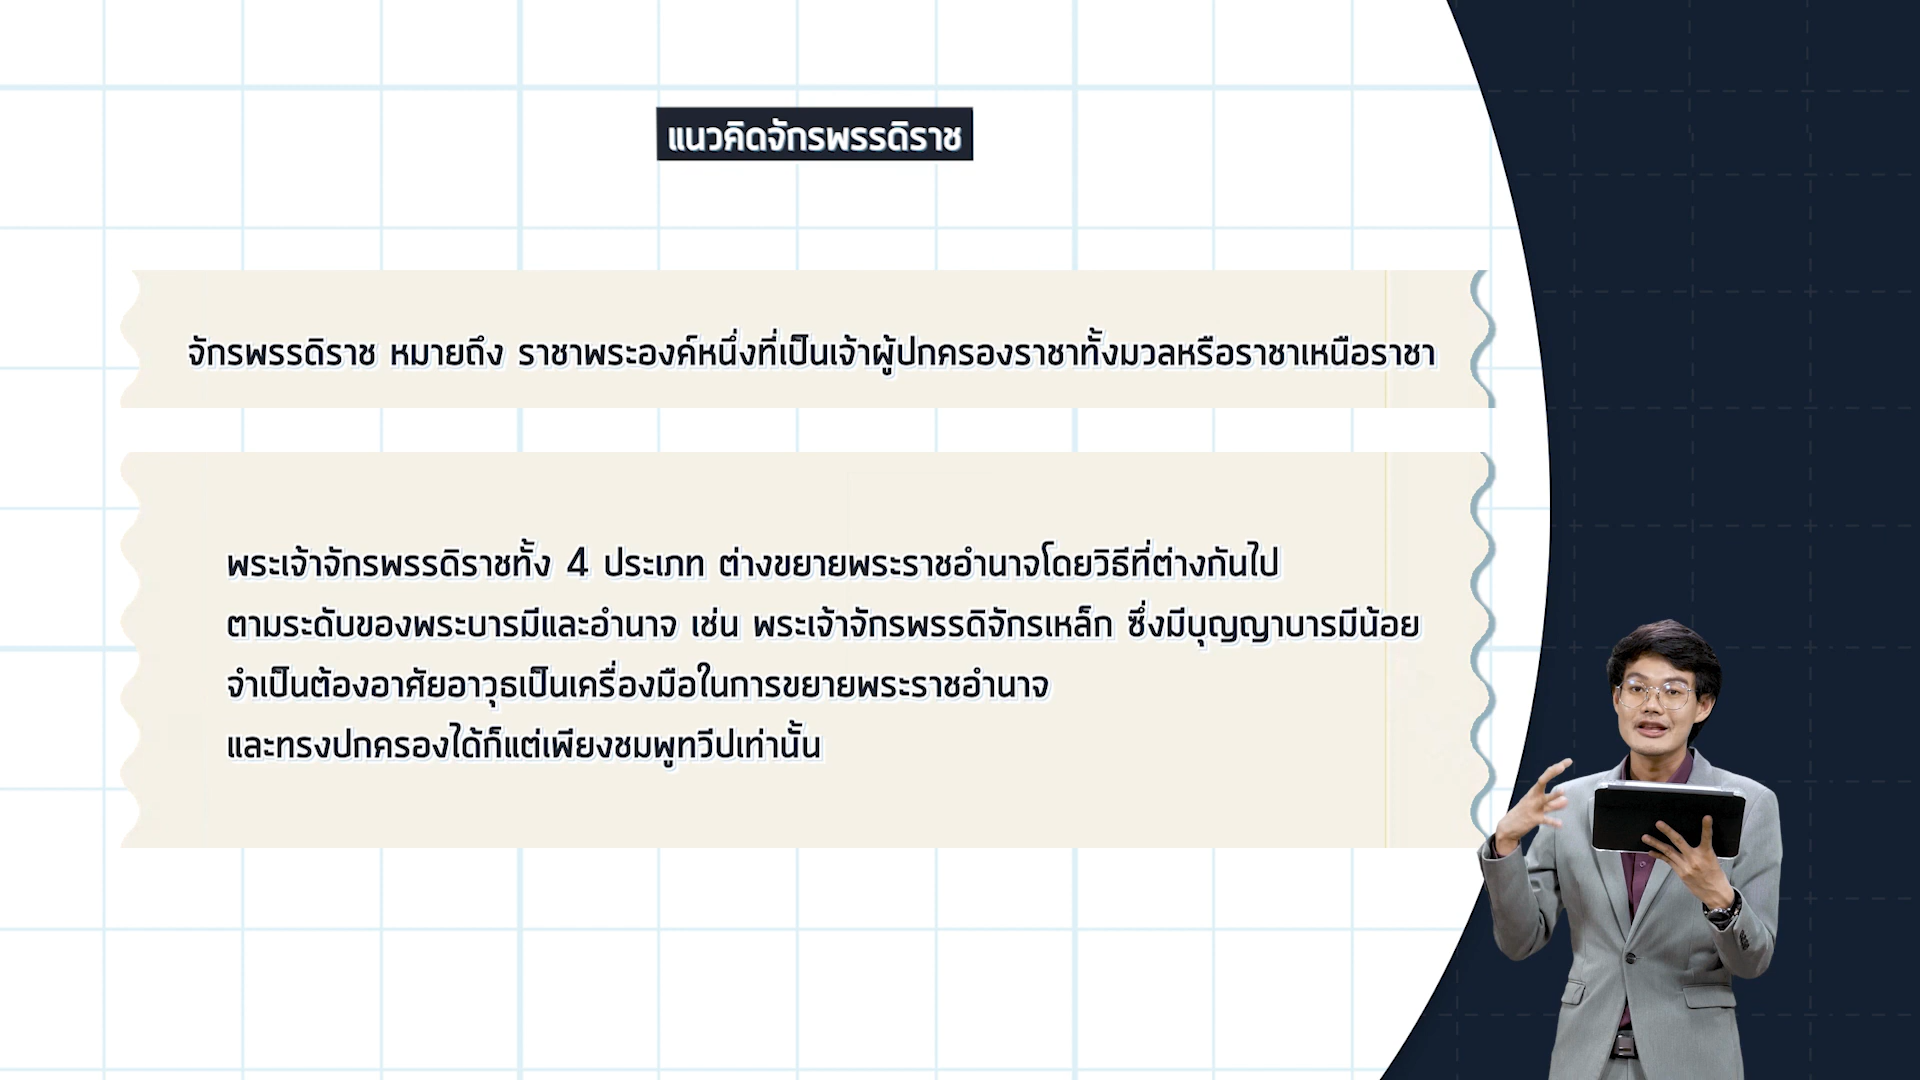 แนวคิดจักรพรรดิราช
จักรพรรดิราช หมายถึง ราชาพระองค์หนึ่งที่เป็นเจ้าผู้ปกครองราชาทั้งมวลหรือราชาเหนือราชา
พระเจ้าจักรพรรดิราชทั้ง 4 ประเภท ต่างขยายพระราชอำนาจโดยวิธีที่ต่างกันไป
ตามระดับของพระบารมีและอำนาจ เช่น พระเจ้าจักรพรรดิจักรเหล็ก ซึ่งมีบุญญาบารมีน้อย
จำเป็นต้องอาศัยอาวุธเป็นเครื่องมือในการขยายพระราชอำนาจ
และทรงปกครองได้ก็แต่เพียงชมพูทวีปเท่านั้น